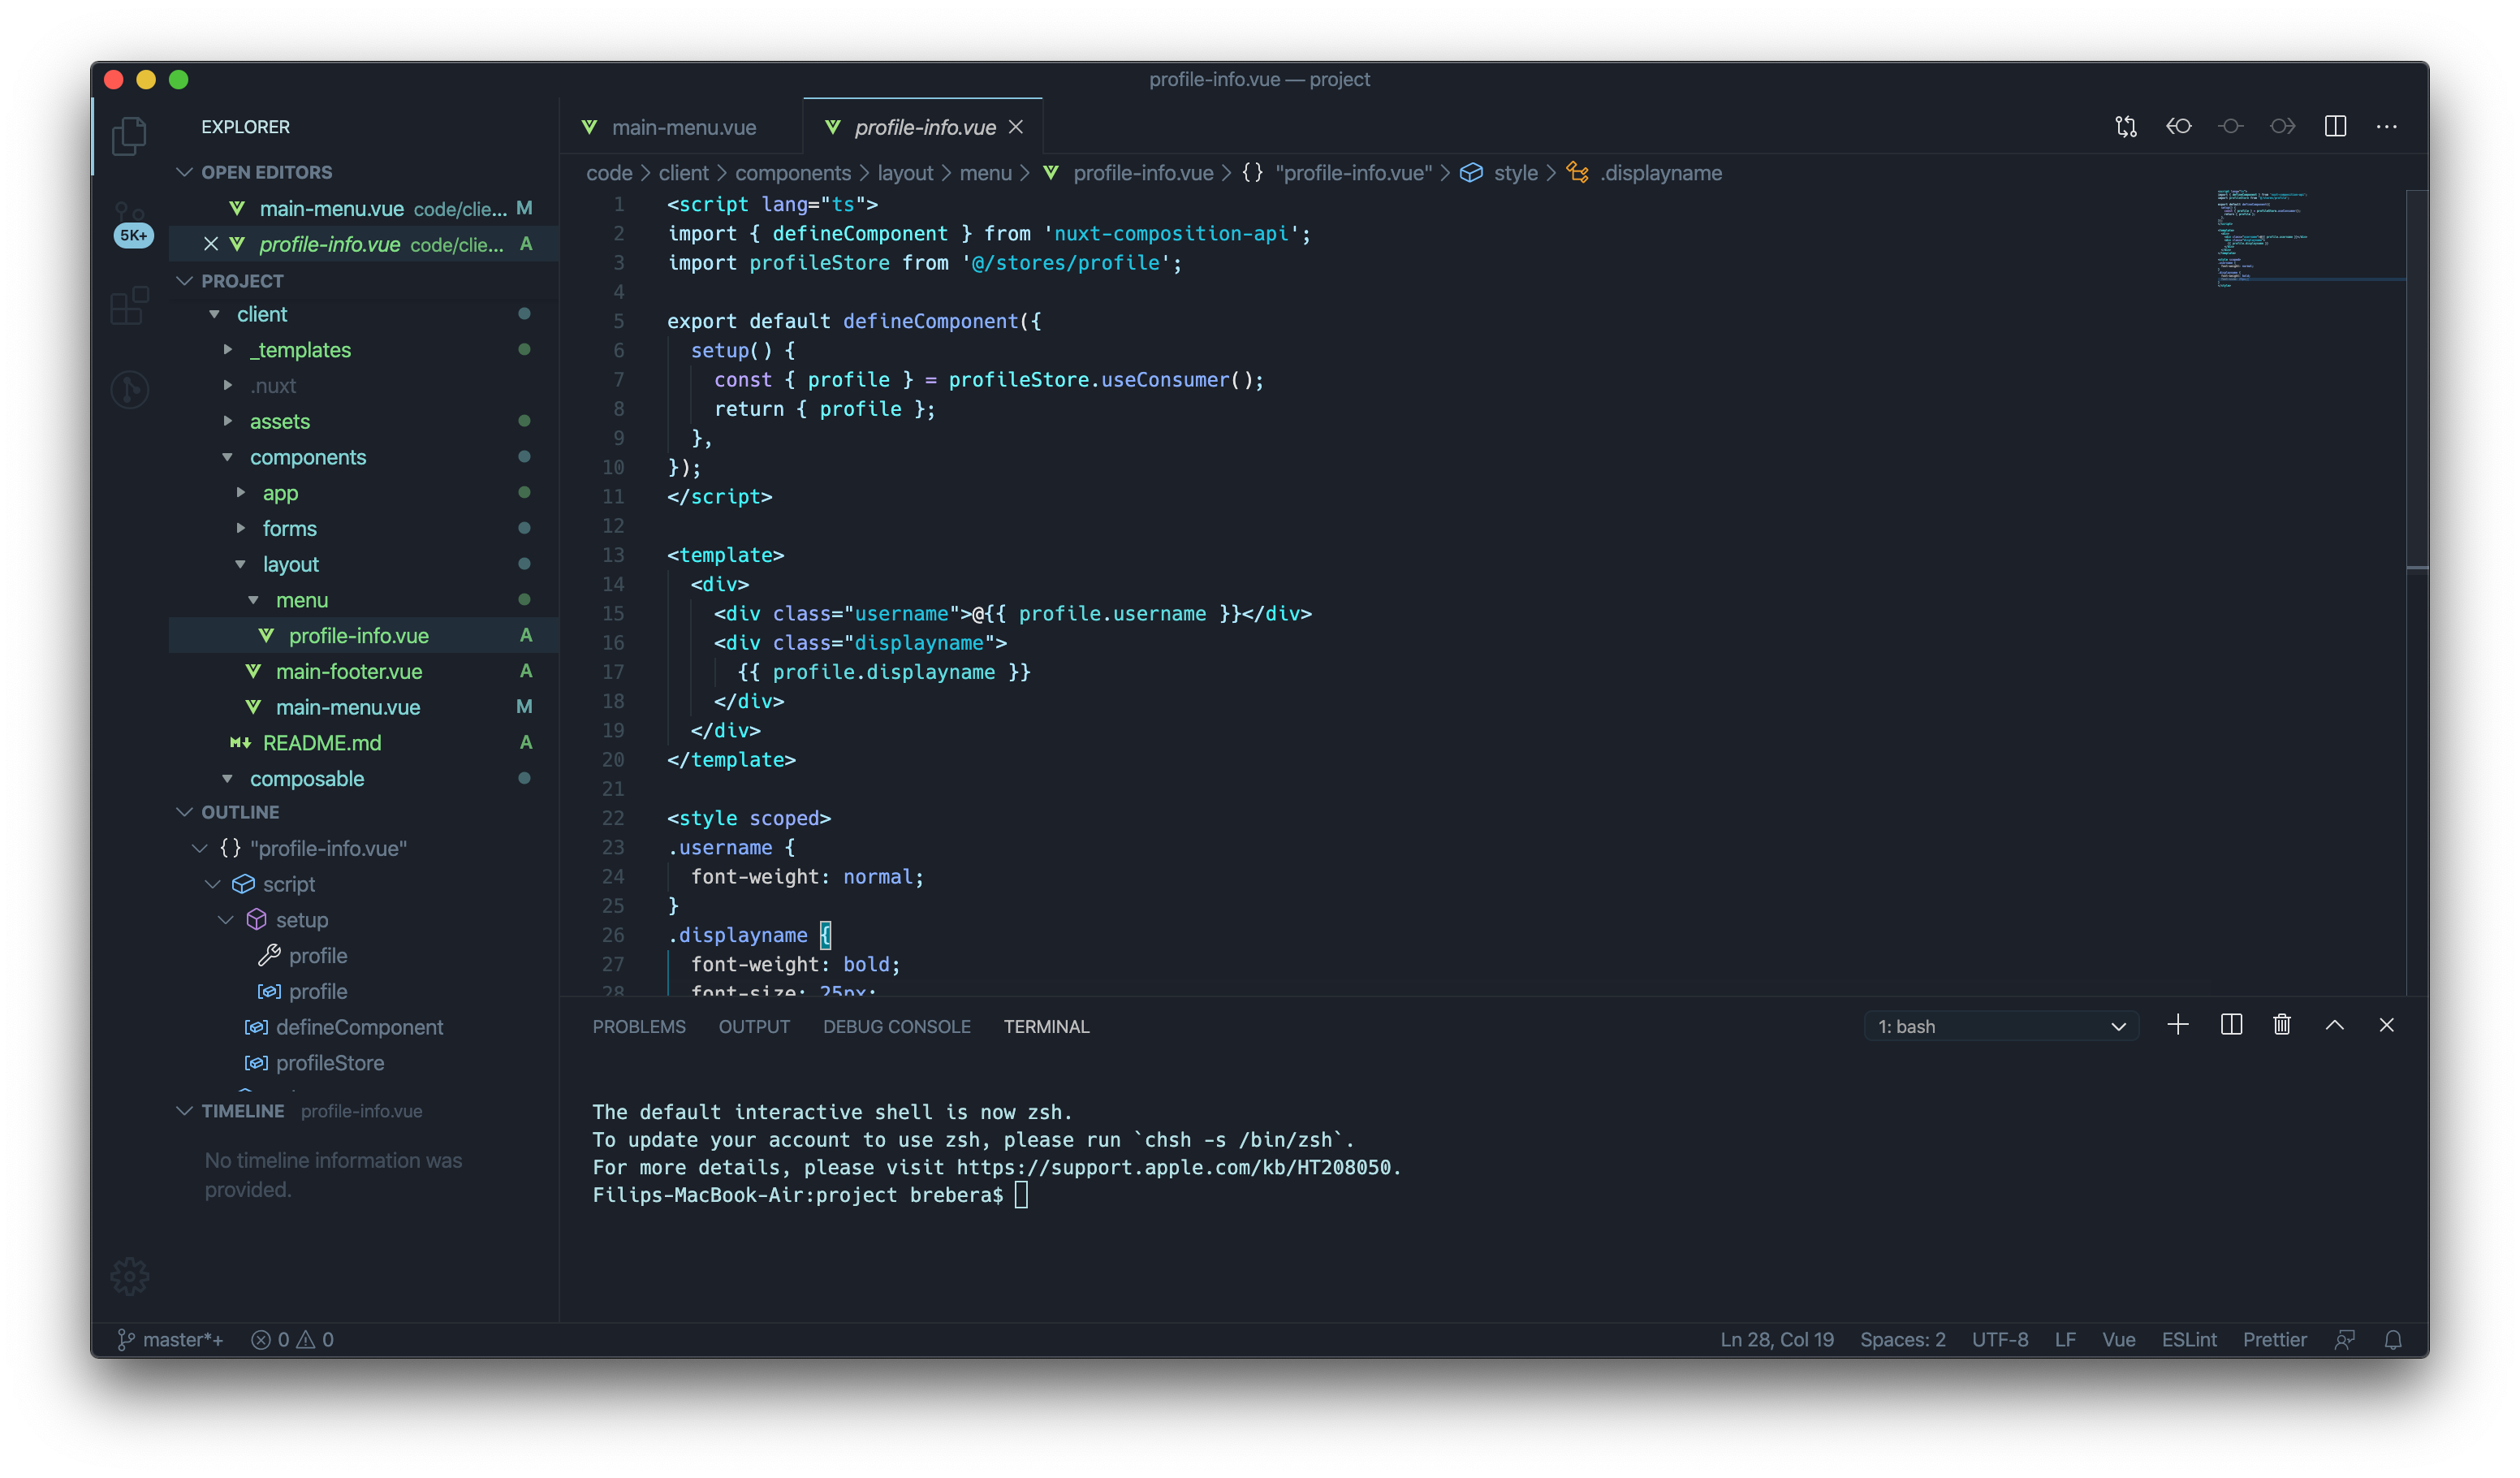 profile-info.vue — project
EXPLORER
OPEN EDITORS
main-menu.vue code/clie... M
profile-info.vue code/clie... A
5K+
PROJECT
client
_templates
.nuxt
assets
components
app
forms
layout
menu
profile-info.vue A
main-footer.vue A
main-menu.vue M
README.md A
composable
OUTLINE
{} "profile-info.vue"
script
setup
profile
profile
defineComponent
profileStore
TIMELINE profile-info.vue
No timeline information was
provided.
main-menu.vue
profile-info.vue
code > client > components > layout > menu > profile-info.vue > {} "profile-info.vue" > style > .displayname
1 <script lang="ts">
2 import { defineComponent } from 'nuxt-composition-api';
3 import profileStore from '@/stores/profile';
4
5 export default defineComponent({
6   setup() {
7     const { profile } = profileStore.useConsumer();
8     return { profile };
9   },
10 });
11 </script>
12
13 <template>
14   <div>
15     <div class="username">@{{ profile.username }}</div>
16     <div class="displayname">
17       {{ profile.displayname }}
18     </div>
19   </div>
20 </template>
21
22 <style scoped>
23 .username {
24   font-weight: normal;
25 }
26 .displayname {
27   font-weight: bold;
28   font-size: 25px;
PROBLEMS OUTPUT DEBUG CONSOLE TERMINAL 1: bash
The default interactive shell is now zsh.
To update your account to use zsh, please run `chsh -s /bin/zsh`.
For more details, please visit https://support.apple.com/kb/HT208050.
Filips-MacBook-Air:project brebera$
master*+ 0 0 Ln 28, Col 19 Spaces: 2 UTF-8 LF Vue ESLint Prettier